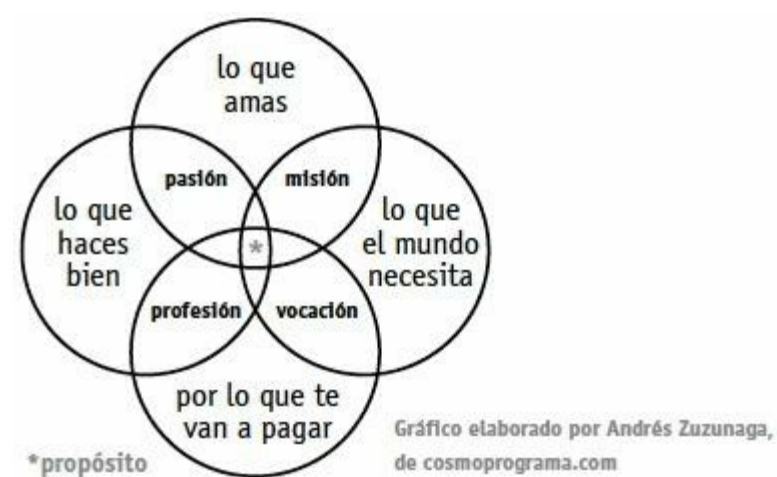 lo que
amas
pasión
misión
lo que
haces
bien
lo que
el mundo
necesita
*
profesión
vocación
por lo que te
van a pagar
*propósito
Gráfico elaborado por Andrés Zuzunaga,
de cosmoprograma.com